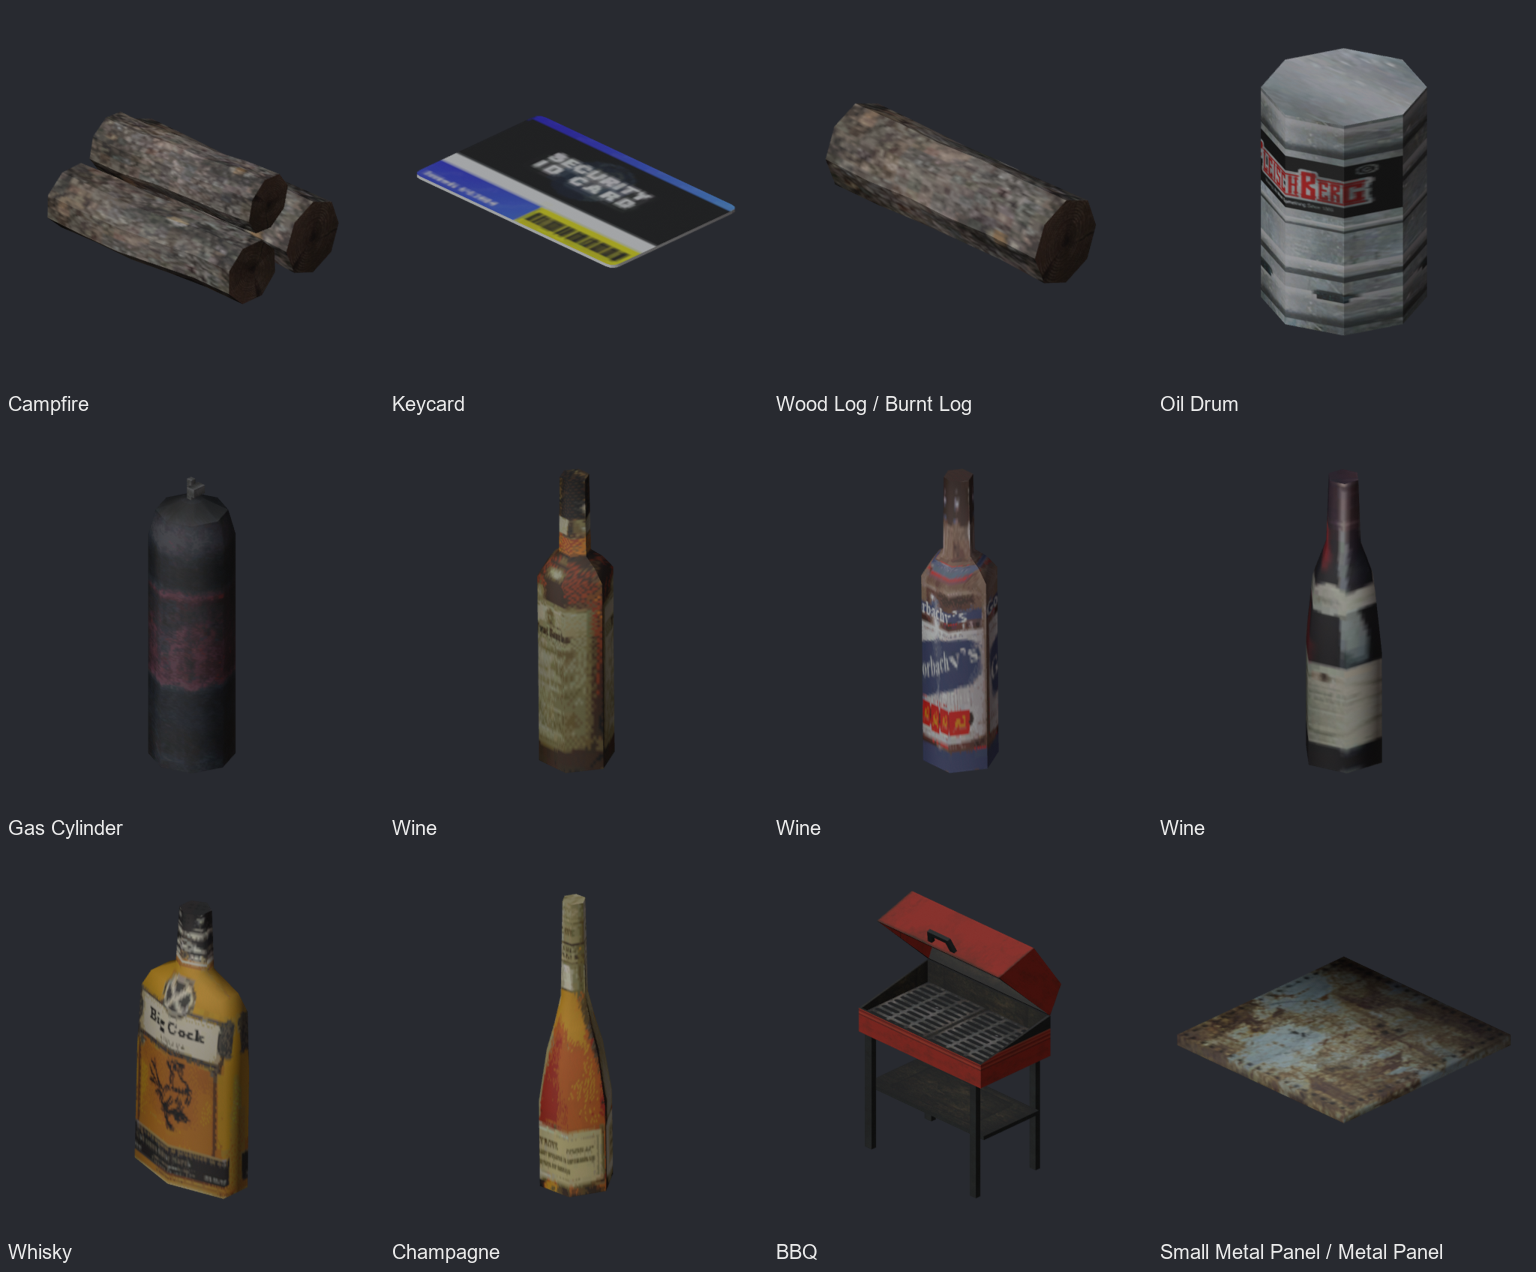 SECURITY
ID CARD
Campfire
Keycard
Wood Log / Burnt Log
Oil Drum
orbachv's
Gas Cylinder
Wine
Wine
Wine
Big Cock
Whisky
Champagne
BBQ
Small Metal Panel / Metal Panel